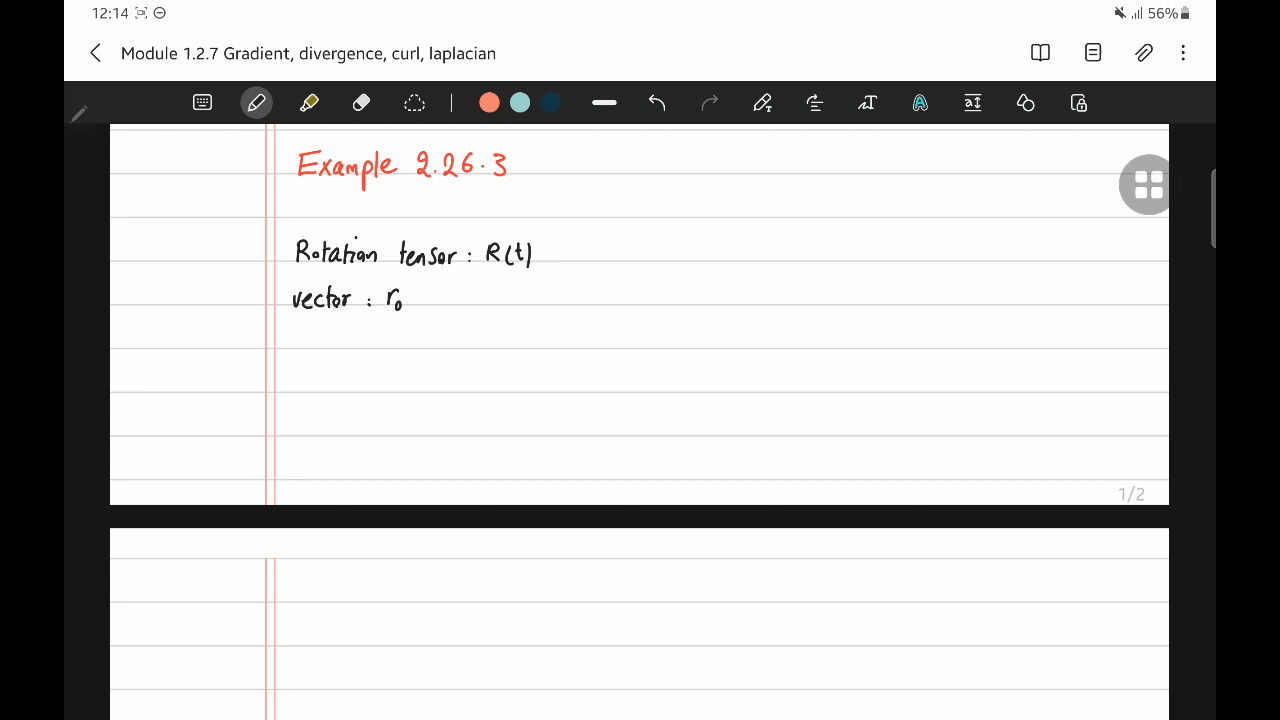 12:14
56%
Module 1.2.7 Gradient, divergence, curl, laplacian
Example 2.26.3
Rotation tensor : R(t)
vector : r₀
1/2